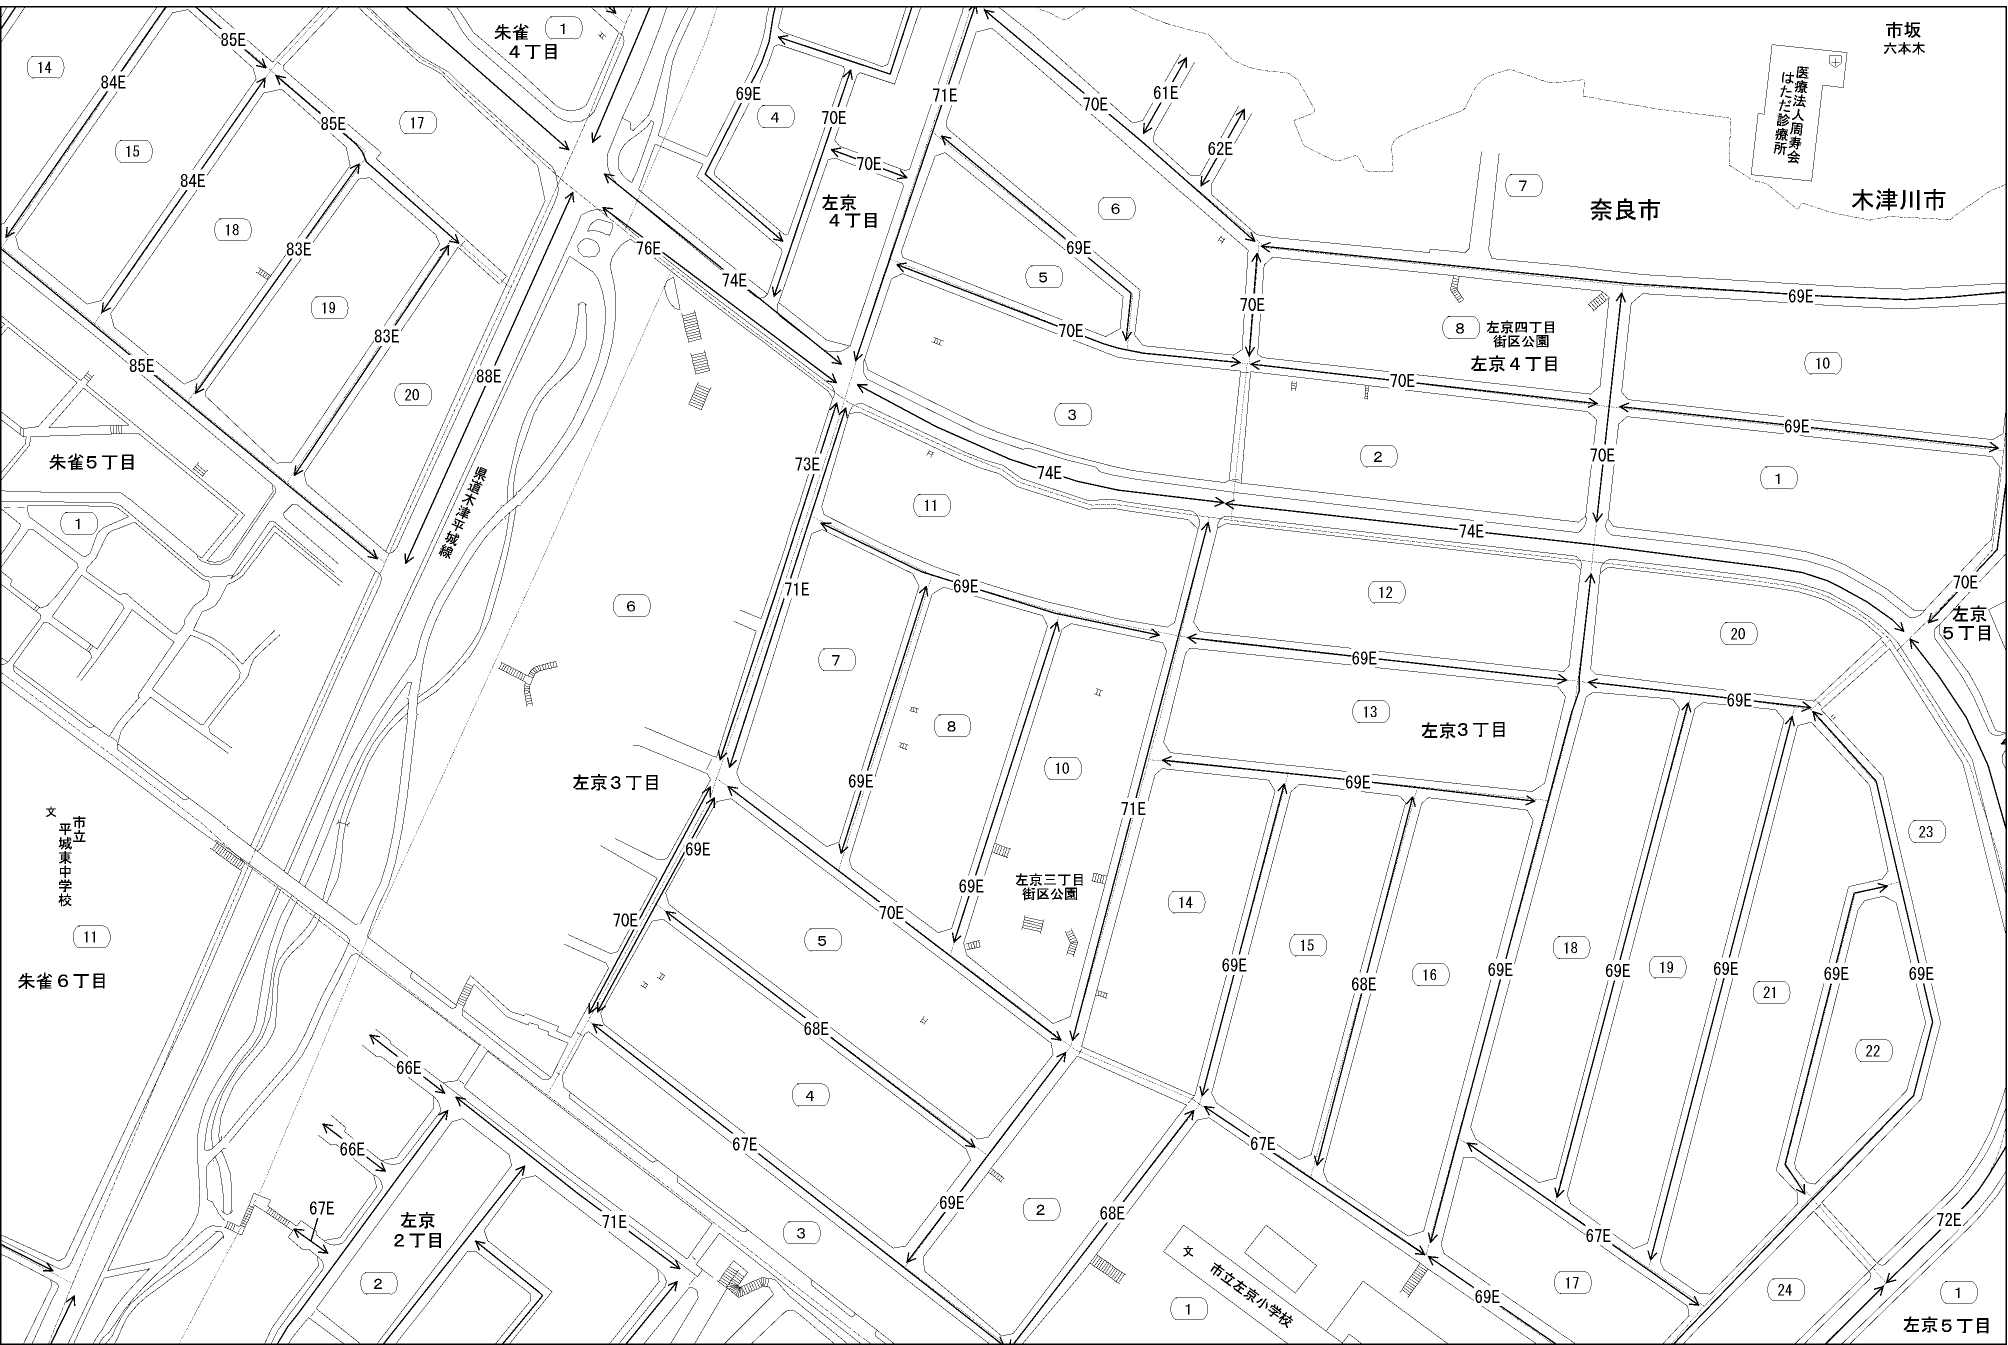 朱雀
4丁目
1
市坂
六本木
85E
14
84E
医療法人周寿会
はただ診療所
69E
4
70E
71E
70E
61E
85E
17
70E
62E
15
70E
84E
7
奈良市
木津川市
左京
4丁目
6
18
83E
76E
69E
5
74E
70E
69E
19
83E
70E
8
左京四丁目
街区公園
左京4丁目
10
85E
88E
70E
20
3
69E
朱雀5丁目
73E
74E
2
70E
1
県道木津平城線
11
1
74E
71E
69E
70E
6
12
左京
5丁目
20
7
69E
69E
8
13
左京3丁目
10
左京3丁目
69E
69E
71E
文
市立
平城東中学校
69E
23
69E
左京三丁目
街区公園
14
70E
70E
11
5
15
18
69E
68E
16
69E
69E
19
69E
69E
69E
朱雀6丁目
21
68E
22
66E
4
66E
67E
67E
69E
67E
左京
2丁目
71E
2
68E
72E
3
67E
文
市立左京小学校
2
1
69E
17
24
1
左京5丁目